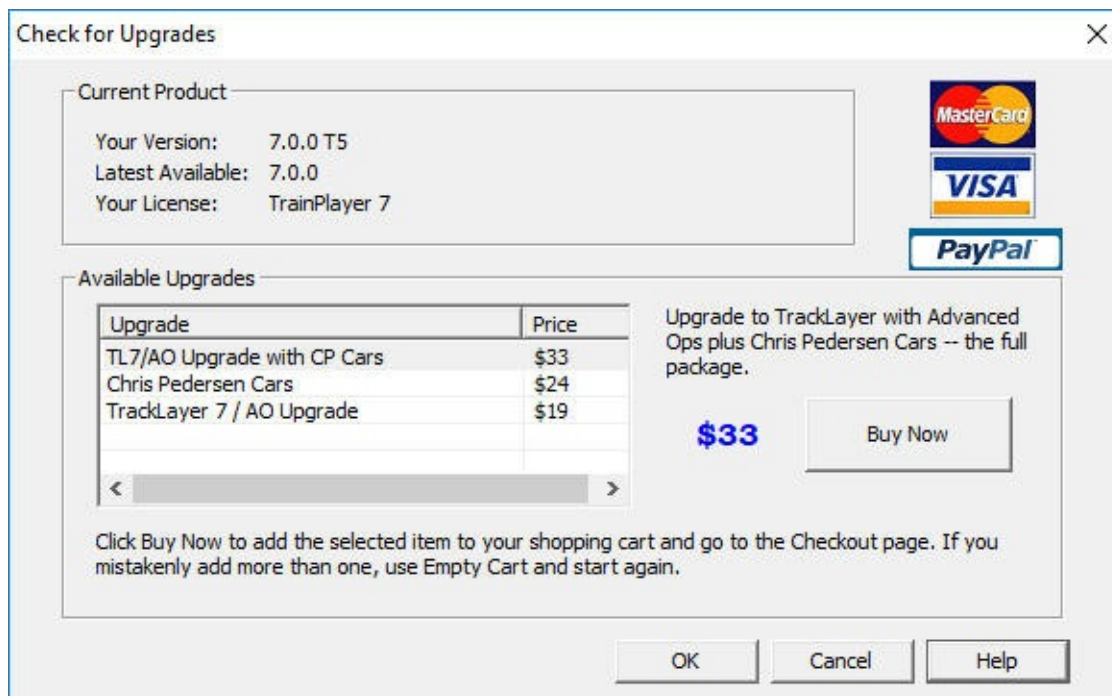 Check for Upgrades
Current Product
Your Version: 7.0.0 T5
Latest Available: 7.0.0
Your License: TrainPlayer 7
MasterCard
VISA
PayPal
Available Upgrades
Upgrade Price
TL7/AO Upgrade with CP Cars $33
Chris Pedersen Cars $24
TrackLayer 7 / AO Upgrade $19
Upgrade to TrackLayer with Advanced
Ops plus Chris Pedersen Cars -- the full
package.
$33 Buy Now
Click Buy Now to add the selected item to your shopping cart and go to the Checkout page. If you
mistakenly add more than one, use Empty Cart and start again.
OK Cancel Help